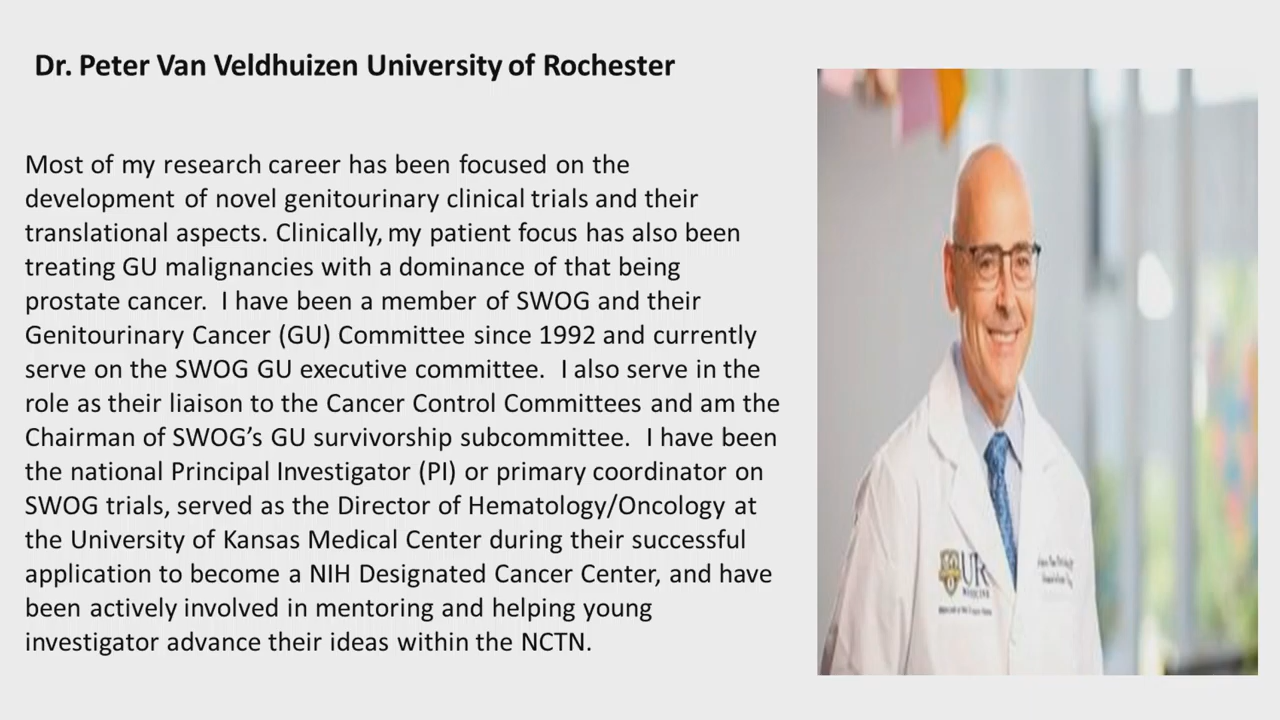 Dr. Peter Van Veldhuizen University of Rochester
Most of my research career has been focused on the
development of novel genitourinary clinical trials and their
translational aspects. Clinically, my patient focus has also been
treating GU malignancies with a dominance of that being
prostate cancer.  I have been a member of SWOG and their
Genitourinary Cancer (GU) Committee since 1992 and currently
serve on the SWOG GU executive committee.  I also serve in the
role as their liaison to the Cancer Control Committees and am the
Chairman of SWOG’s GU survivorship subcommittee.  I have been
the national Principal Investigator (PI) or primary coordinator on
SWOG trials, served as the Director of Hematology/Oncology at
the University of Kansas Medical Center during their successful
application to become a NIH Designated Cancer Center, and have
been actively involved in mentoring and helping young
investigator advance their ideas within the NCTN.
UR